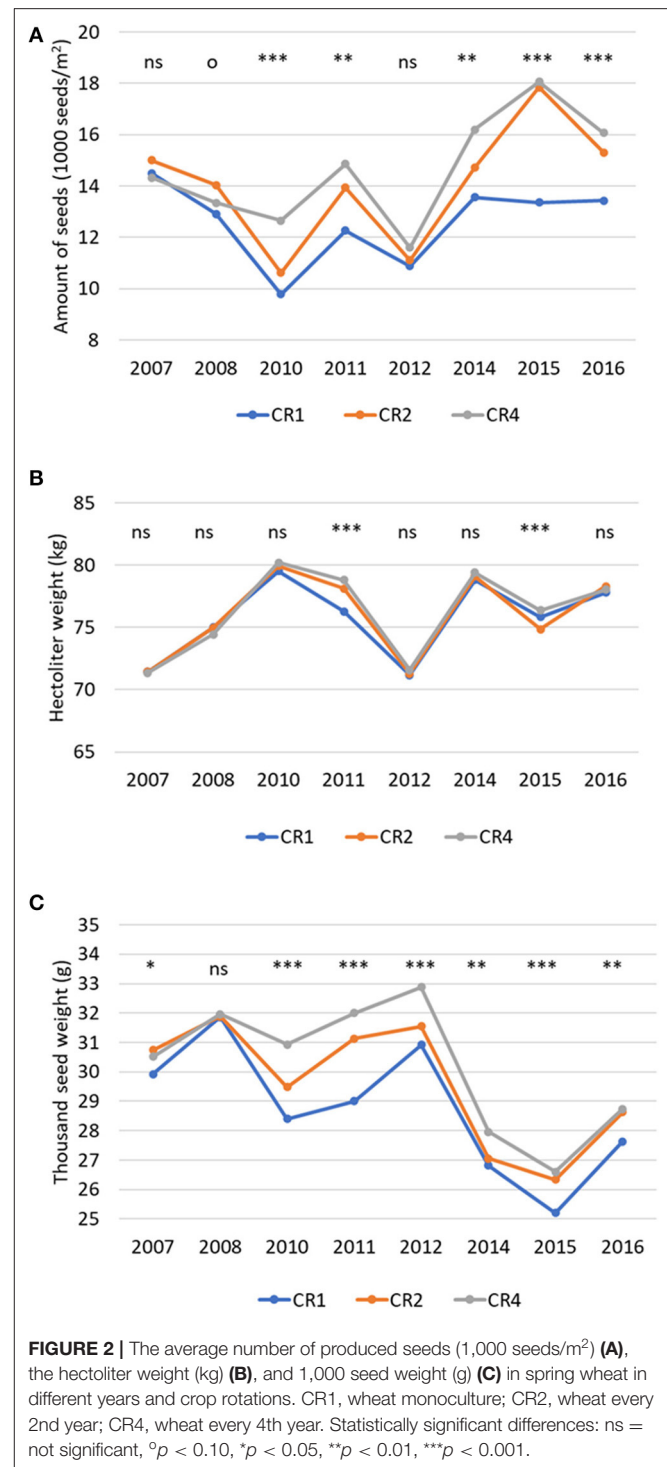 A
Amount of seeds (1000 seeds/m²)
20
18
16
14
12
10
8
ns o *** ** ns ** *** ***
2007 2008 2010 2011 2012 2014 2015 2016
CR1 CR2 CR4
B
Hectoliter weight (kg)
85
80
75
70
65
ns ns ns *** ns ns *** ns
2007 2008 2010 2011 2012 2014 2015 2016
CR1 CR2 CR4
C
Thousand seed weight (g)
35
34
33
32
31
30
29
28
27
26
25
* ns *** *** *** ** *** **
2007 2008 2010 2011 2012 2014 2015 2016
CR1 CR2 CR4
FIGURE 2 | The average number of produced seeds (1,000 seeds/m²) (A),
the hectoliter weight (kg) (B), and 1,000 seed weight (g) (C) in spring wheat in
different years and crop rotations. CR1, wheat monoculture; CR2, wheat every
2nd year; CR4, wheat every 4th year. Statistically significant differences: ns =
not significant, °p < 0.10, *p < 0.05, **p < 0.01, ***p < 0.001.